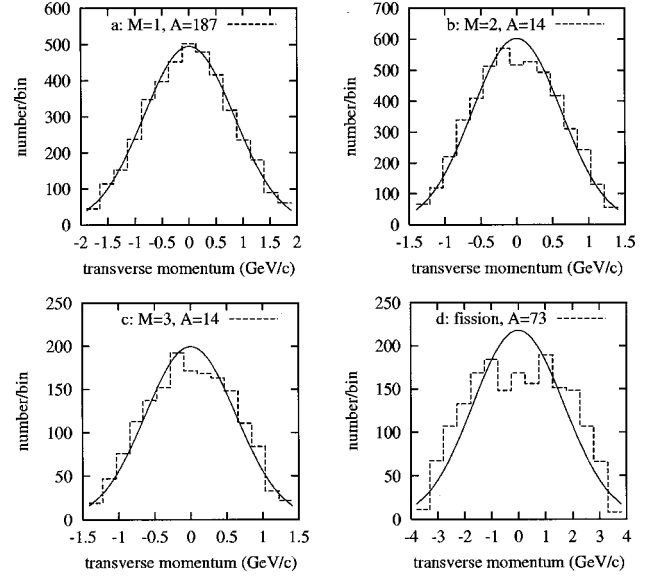 600
a: M=1, A=187
500
400
300
200
100
0
number/bin
-2 -1.5 -1 -0.5 0 0.5 1 1.5 2
transverse momentum (GeV/c)
700
b: M=2, A=14
600
500
400
300
200
100
0
number/bin
-1.5 -1 -0.5 0 0.5 1 1.5
transverse momentum (GeV/c)
250
c: M=3, A=14
200
150
100
50
0
number/bin
-1.5 -1 -0.5 0 0.5 1 1.5
transverse momentum (GeV/c)
250
d: fission, A=73
200
150
100
50
0
number/bin
-4 -3 -2 -1 0 1 2 3 4
transverse momentum (GeV/c)